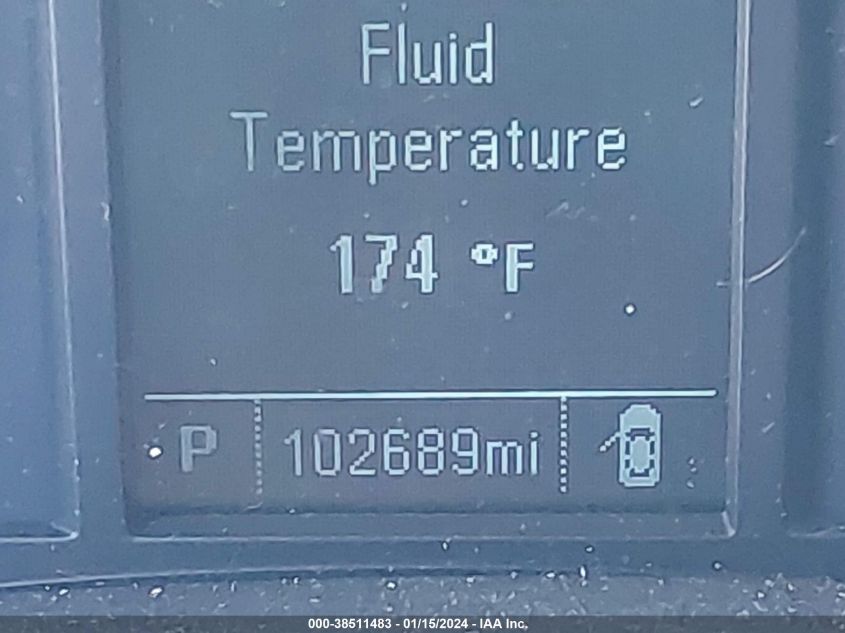 Fluid
Temperature
174 °F
P 102689mi
000-38511483 - 01/15/2024 - IAA Inc.